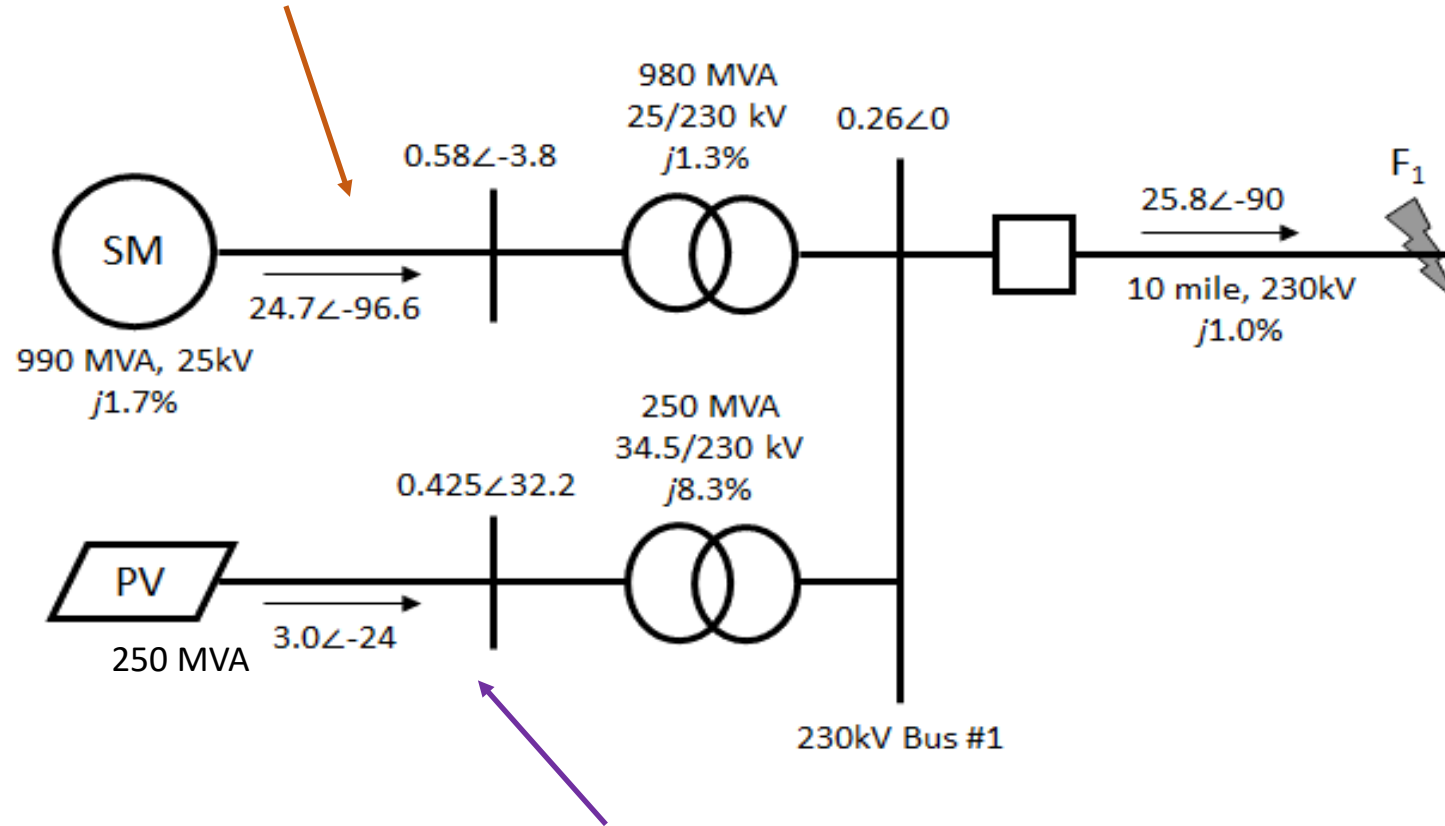 980 MVA
25/230 kV
j1.3%
0.26∠0
0.58∠-3.8
F1
25.8∠-90
SM
24.7∠-96.6
10 mile, 230kV
j1.0%
990 MVA, 25kV
j1.7%
250 MVA
34.5/230 kV
j8.3%
0.425∠32.2
PV
3.0∠-24
250 MVA
230kV Bus #1